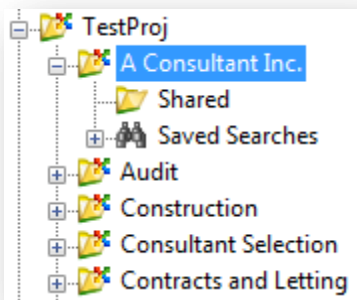 TestProj
A Consultant Inc.
Shared
Saved Searches
Audit
Construction
Consultant Selection
Contracts and Letting